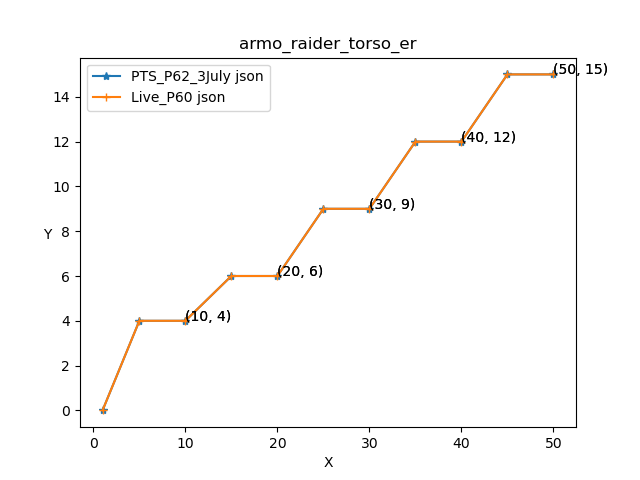 armo_raider_torso_er
PTS_P62_3July json
Live_P60 json
(50, 15)
(40, 12)
(30, 9)
(20, 6)
(10, 4)
14
12
10
8
6
4
2
0
Y
0 10 20 30 40 50
X